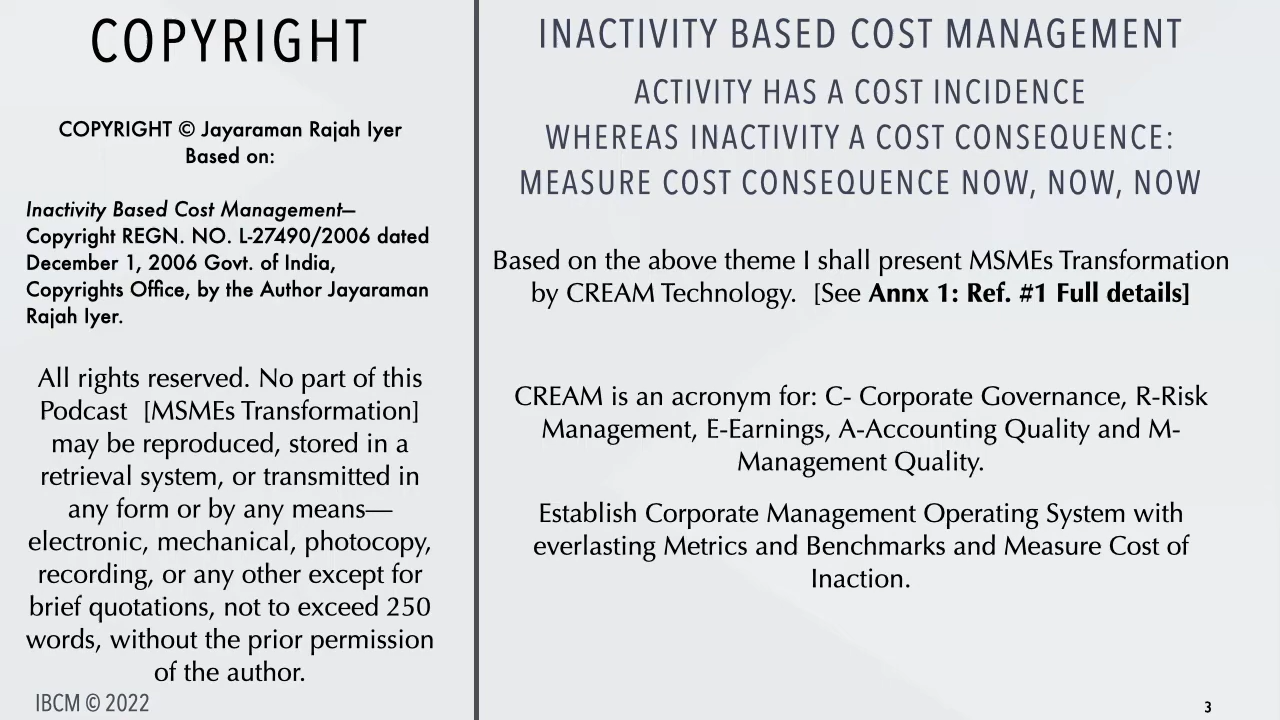 COPYRIGHT
COPYRIGHT © Jayaraman Rajah Iyer
Based on:
Inactivity Based Cost Management—
Copyright REGN. NO. L-27490/2006 dated
December 1, 2006 Govt. of India,
Copyrights Office, by the Author Jayaraman
Rajah Iyer.
All rights reserved. No part of this
Podcast [MSMEs Transformation]
may be reproduced, stored in a
retrieval system, or transmitted in
any form or by any means—
electronic, mechanical, photocopy,
recording, or any other except for
brief quotations, not to exceed 250
words, without the prior permission
of the author.
IBCM © 2022
INACTIVITY BASED COST MANAGEMENT
ACTIVITY HAS A COST INCIDENCE
WHEREAS INACTIVITY A COST CONSEQUENCE:
MEASURE COST CONSEQUENCE NOW, NOW, NOW
Based on the above theme I shall present MSMEs Transformation
by CREAM Technology. [See Annx 1: Ref. #1 Full details]
CREAM is an acronym for: C- Corporate Governance, R-Risk
Management, E-Earnings, A-Accounting Quality and M-
Management Quality.
Establish Corporate Management Operating System with
everlasting Metrics and Benchmarks and Measure Cost of
Inaction.
3